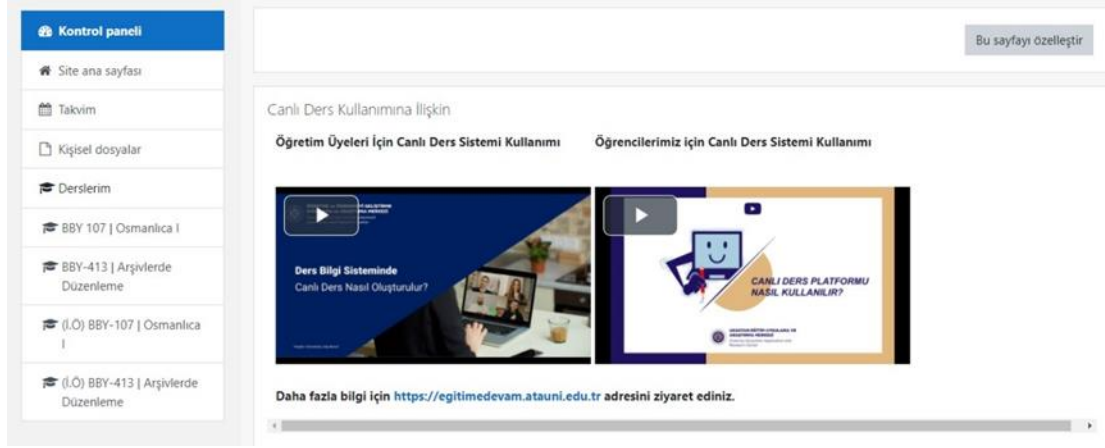 Kontrol paneli
Site ana sayfası
Takvim
Kişisel dosyalar
Derslerim
BBY 107 | Osmanlıca I
BBY-413 | Arşivlerde
Düzenleme
(İ.Ö) BBY-107 | Osmanlıca
I
(İ.Ö) BBY-413 | Arşivlerde
Düzenleme
Bu sayfayı özelleştir
Canlı Ders Kullanımına İlişkin
Öğretim Üyeleri İçin Canlı Ders Sistemi Kullanımı
Öğrencilerimiz için Canlı Ders Sistemi Kullanımı
Ders Bilgi Sisteminde
Canlı Ders Nasıl Oluşturulur?
CANLI DERS PLATFORMU
NASIL KULLANILIR?
Daha fazla bilgi için https://egitimedevam.atauni.edu.tr adresini ziyaret ediniz.